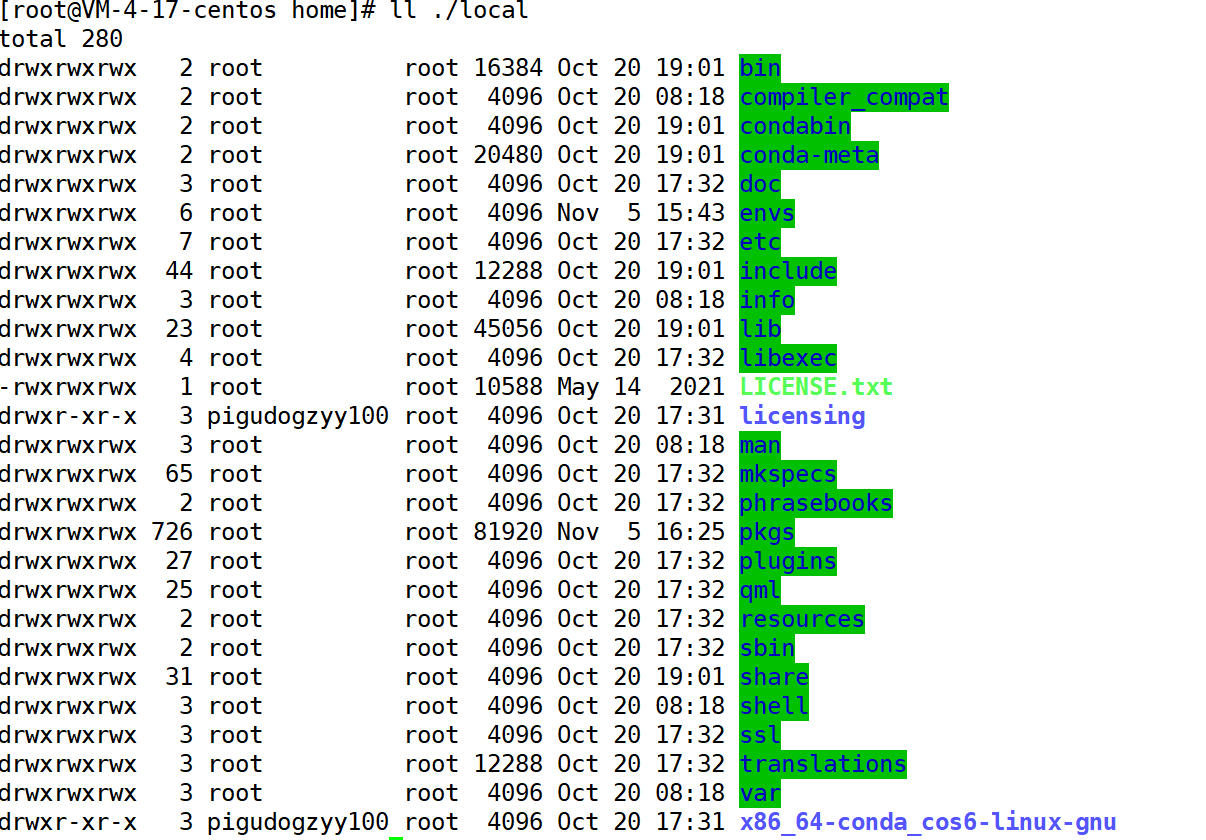 [root@VM-4-17-centos home]# ll ./local
total 280
drwxrwxrwx   2 root          root 16384 Oct 20 19:01 bin
drwxrwxrwx   2 root          root  4096 Oct 20 08:18 compiler_compat
drwxrwxrwx   2 root          root  4096 Oct 20 19:01 condabin
drwxrwxrwx   2 root          root 20480 Oct 20 19:01 conda-meta
drwxrwxrwx   3 root          root  4096 Oct 20 17:32 doc
drwxrwxrwx   6 root          root  4096 Nov  5 15:43 envs
drwxrwxrwx   7 root          root  4096 Oct 20 17:32 etc
drwxrwxrwx  44 root          root 12288 Oct 20 19:01 include
drwxrwxrwx   3 root          root  4096 Oct 20 08:18 info
drwxrwxrwx  23 root          root 45056 Oct 20 19:01 lib
drwxrwxrwx   4 root          root  4096 Oct 20 17:32 libexec
-rwxrwxrwx   1 root          root 10588 May 14  2021 LICENSE.txt
drwxr-xr-x   3 pigudogzyy100 root  4096 Oct 20 17:31 licensing
drwxrwxrwx   3 root          root  4096 Oct 20 08:18 man
drwxrwxrwx  65 root          root  4096 Oct 20 17:32 mkspecs
drwxrwxrwx   2 root          root  4096 Oct 20 17:32 phrasebooks
drwxrwxrwx 726 root          root 81920 Nov  5 16:25 pkgs
drwxrwxrwx  27 root          root  4096 Oct 20 17:32 plugins
drwxrwxrwx  25 root          root  4096 Oct 20 17:32 qml
drwxrwxrwx   2 root          root  4096 Oct 20 17:32 resources
drwxrwxrwx   2 root          root  4096 Oct 20 17:32 sbin
drwxrwxrwx  31 root          root  4096 Oct 20 19:01 share
drwxrwxrwx   3 root          root  4096 Oct 20 08:18 shell
drwxrwxrwx   3 root          root  4096 Oct 20 17:32 ssl
drwxrwxrwx   3 root          root 12288 Oct 20 17:32 translations
drwxrwxrwx   3 root          root  4096 Oct 20 08:18 var
drwxr-xr-x   3 pigudogzyy100 root  4096 Oct 20 17:31 x86_64-conda_cos6-linux-gnu